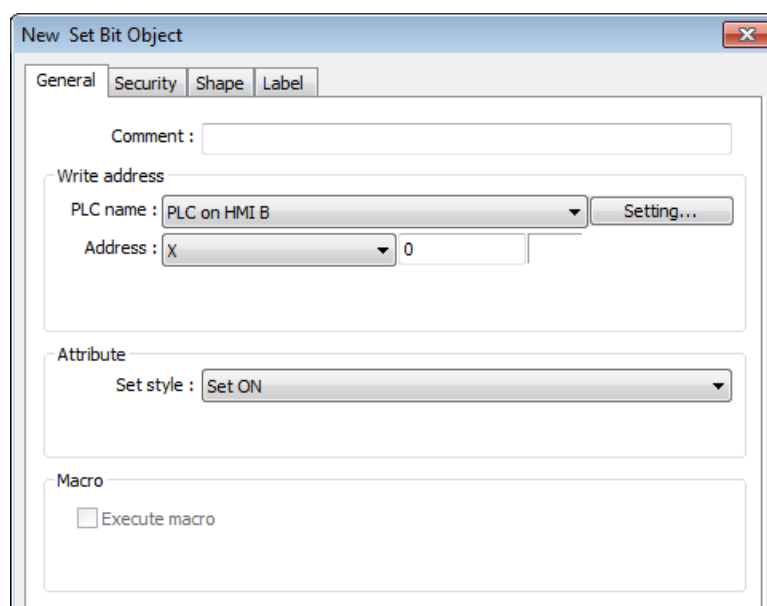 New Set Bit Object
General Security Shape Label
Comment :
Write address
PLC name : PLC on HMI B Setting...
Address : X 0
Attribute
Set style : Set ON
Macro
Execute macro